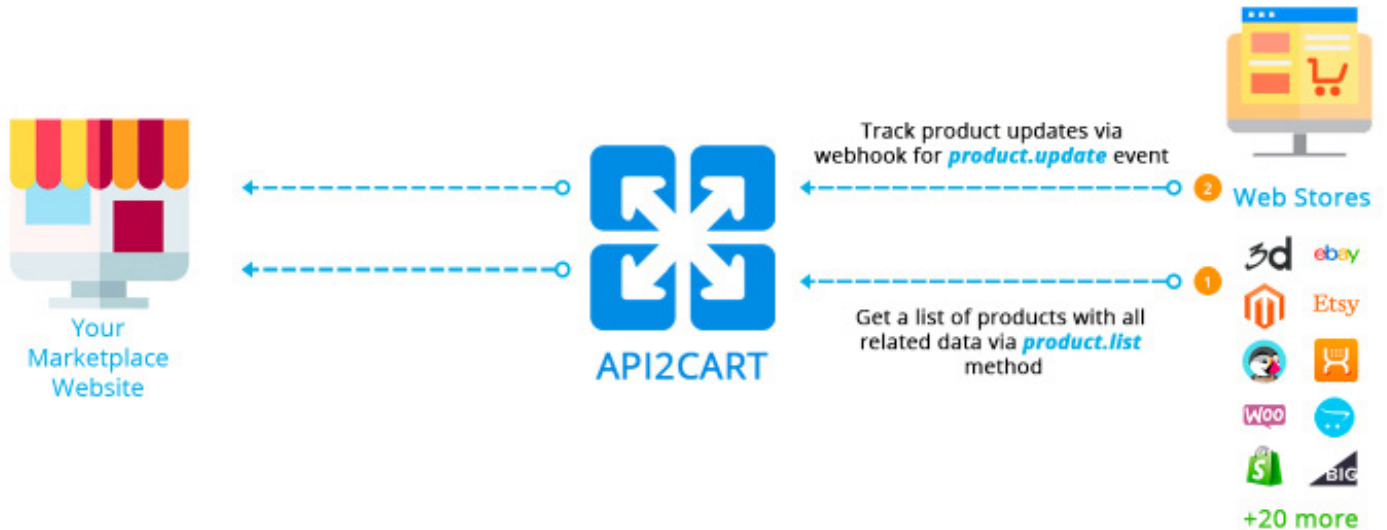 Track product updates via
webhook for product.update event
2
Web Stores
3d ebay
1
Etsy
Get a list of products with all
related data via product.list
method
Your
Marketplace
Website
API2CART
WOO
S
BIG
+20 more